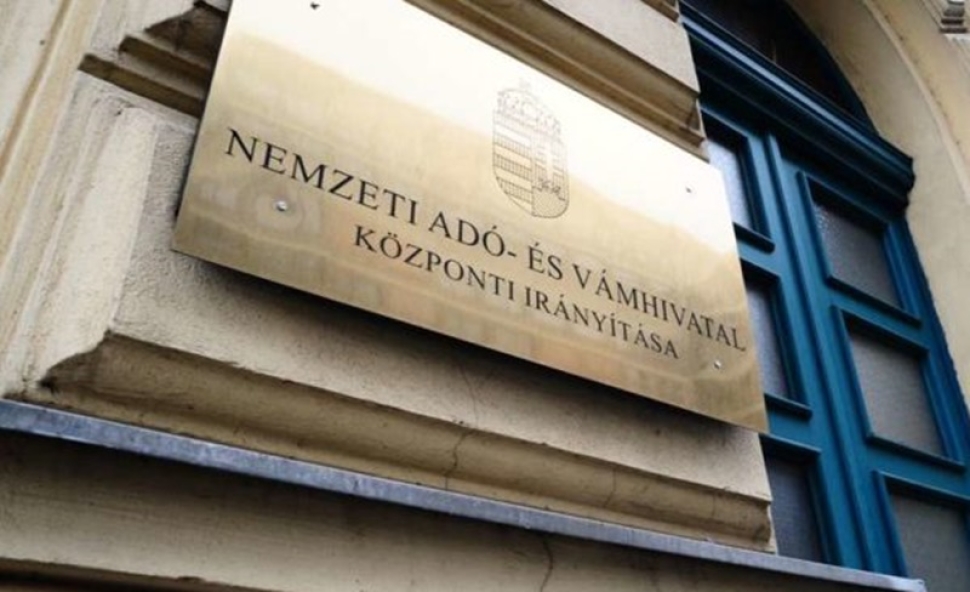 NEMZETI ADÓ- ÉS VÁMHIVATAL
KÖZPONTI IRÁNYÍTÁSA